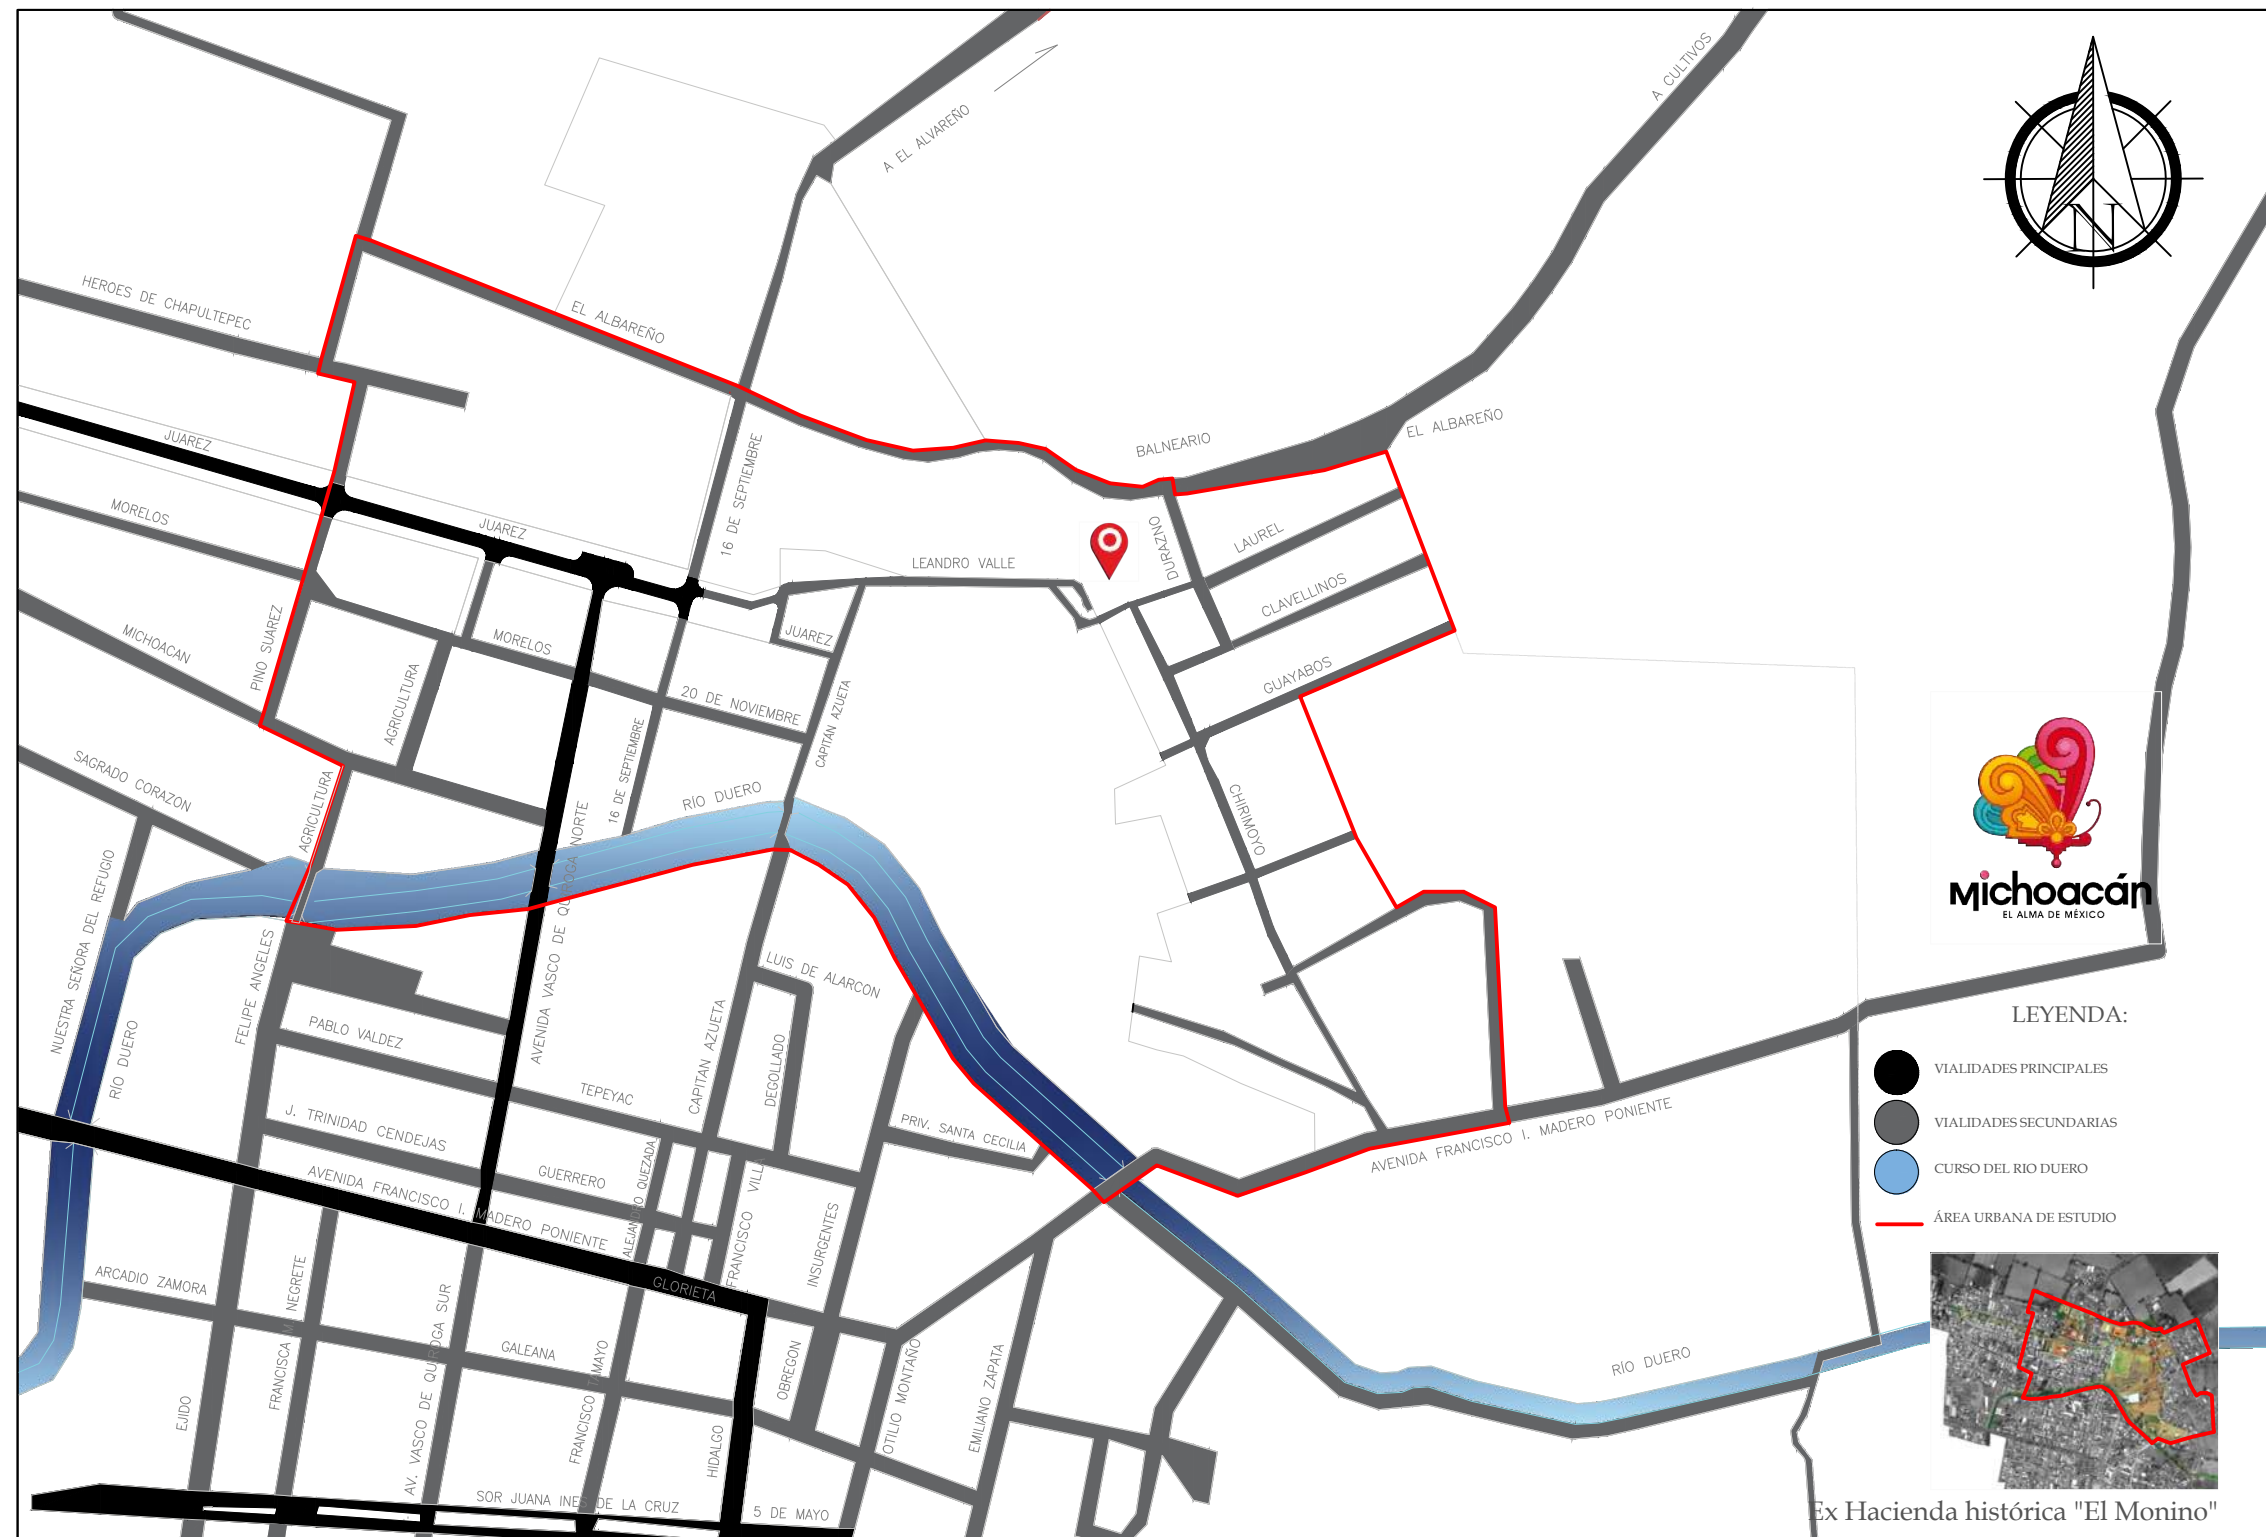 A CULTIVOS
A EL ALVAREÑO
N
HEROES DE CHAPULTEPEC
EL ALBAREÑO
JUAREZ
BALNEARIO
EL ALBAREÑO
16 DE SEPTIEMBRE
MORELOS
JUAREZ
LEANDRO VALLE
DURAZNO
LAUREL
CLAVELLINOS
GUAYABOS
MICHOACAN
PINO SUAREZ
AGRICULTURA
MORELOS
JUAREZ
20 DE NOVIEMBRE
CAPITAN AZUETA
16 DE SEPTIEMBRE
SAGRADO CORAZON
AGRICULTURA
RÍO DUERO
CHIRIMOYO
NUESTRA SEÑORA DEL REFUGIO
AVENIDA VASCO DE QUIROGA NORTE
Michoacán
EL ALMA DE MÉXICO
FELIPE ANGELES
RÍO DUERO
LUIS DE ALARCON
PABLO VALDEZ
CAPITAN AZUETA
DEGOLLADO
TEPEYAC
J. TRINIDAD CENDEJAS
PRIV. SANTA CECILIA
AVENIDA FRANCISCO I. MADERO PONIENTE
GUERRERO
ALEJANDRO QUEZADA
FRANCISCO VILLA
INSURGENTES
AVENIDA FRANCISCO I. MADERO PONIENTE
GLORIETA
ARCADIO ZAMORA
FRANCISCA M NEGRETE
AV. VASCO DE QUIROGA SUR
GALEANA
FRANCISCO TAMAYO
OBREGON
OTILIO MONTAÑO
EMILIANO ZAPATA
EJIDO
HIDALGO
RÍO DUERO
SOR JUANA INES DE LA CRUZ
5 DE MAYO
LEYENDA:
VIALIDADES PRINCIPALES
VIALIDADES SECUNDARIAS
CURSO DEL RIO DUERO
ÁREA URBANA DE ESTUDIO
Ex Hacienda histórica "El Monino"